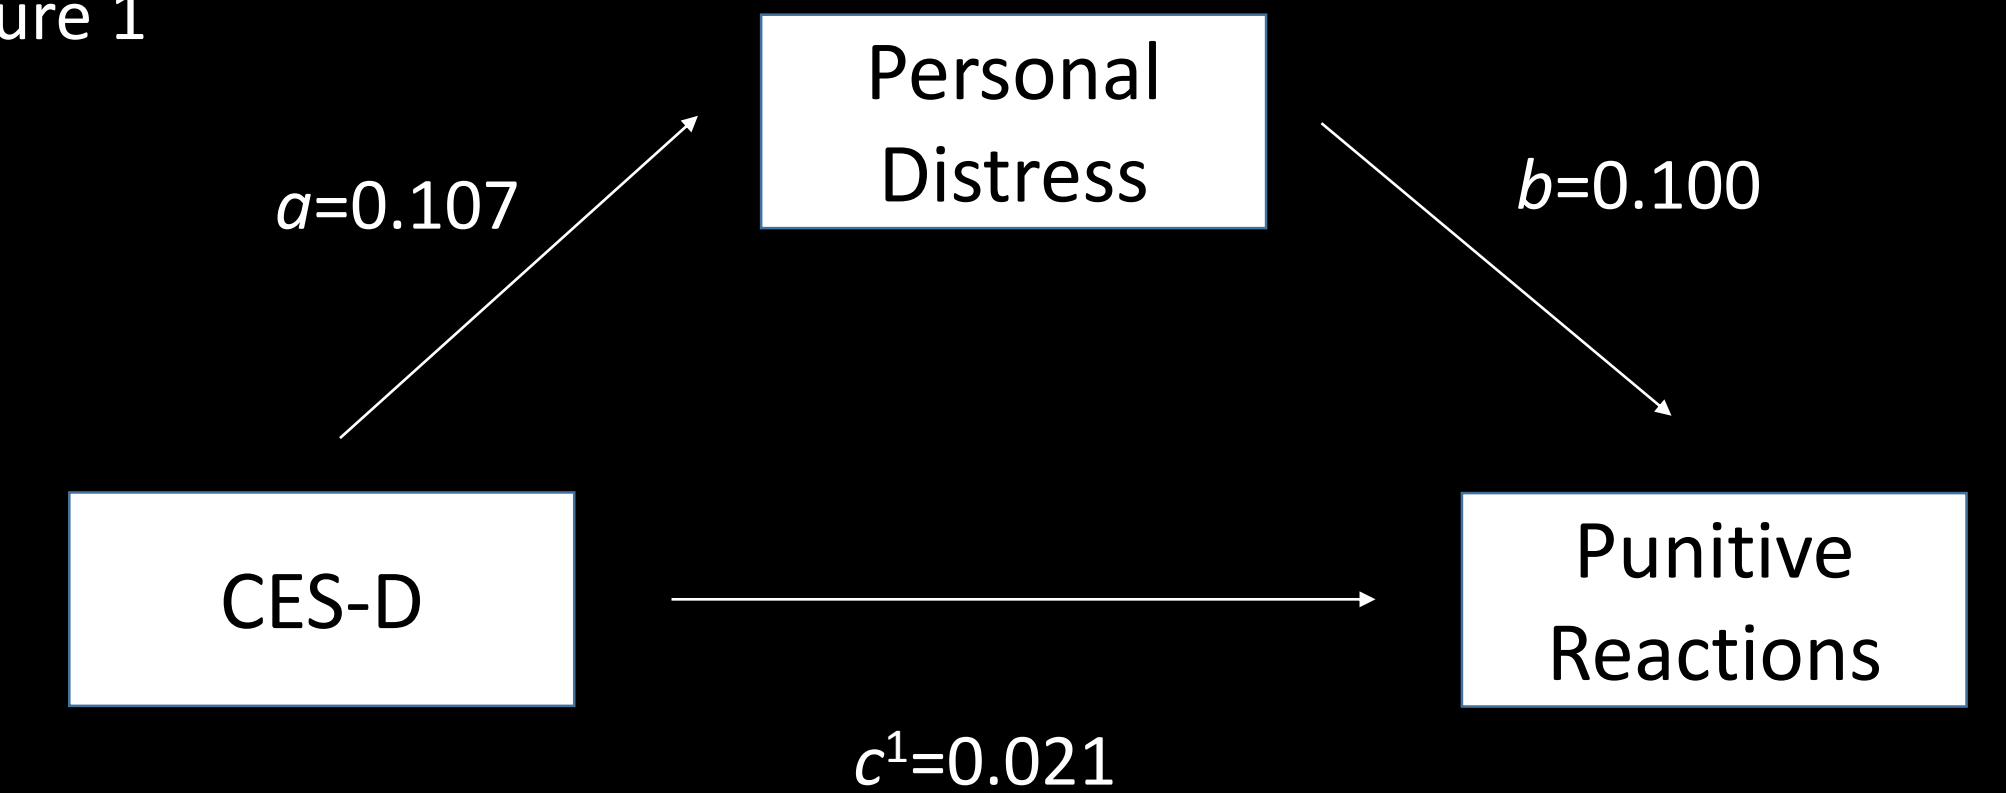 ure 1
Personal
Distress
a=0.107
b=0.100
CES-D
Punitive
Reactions
c¹=0.021